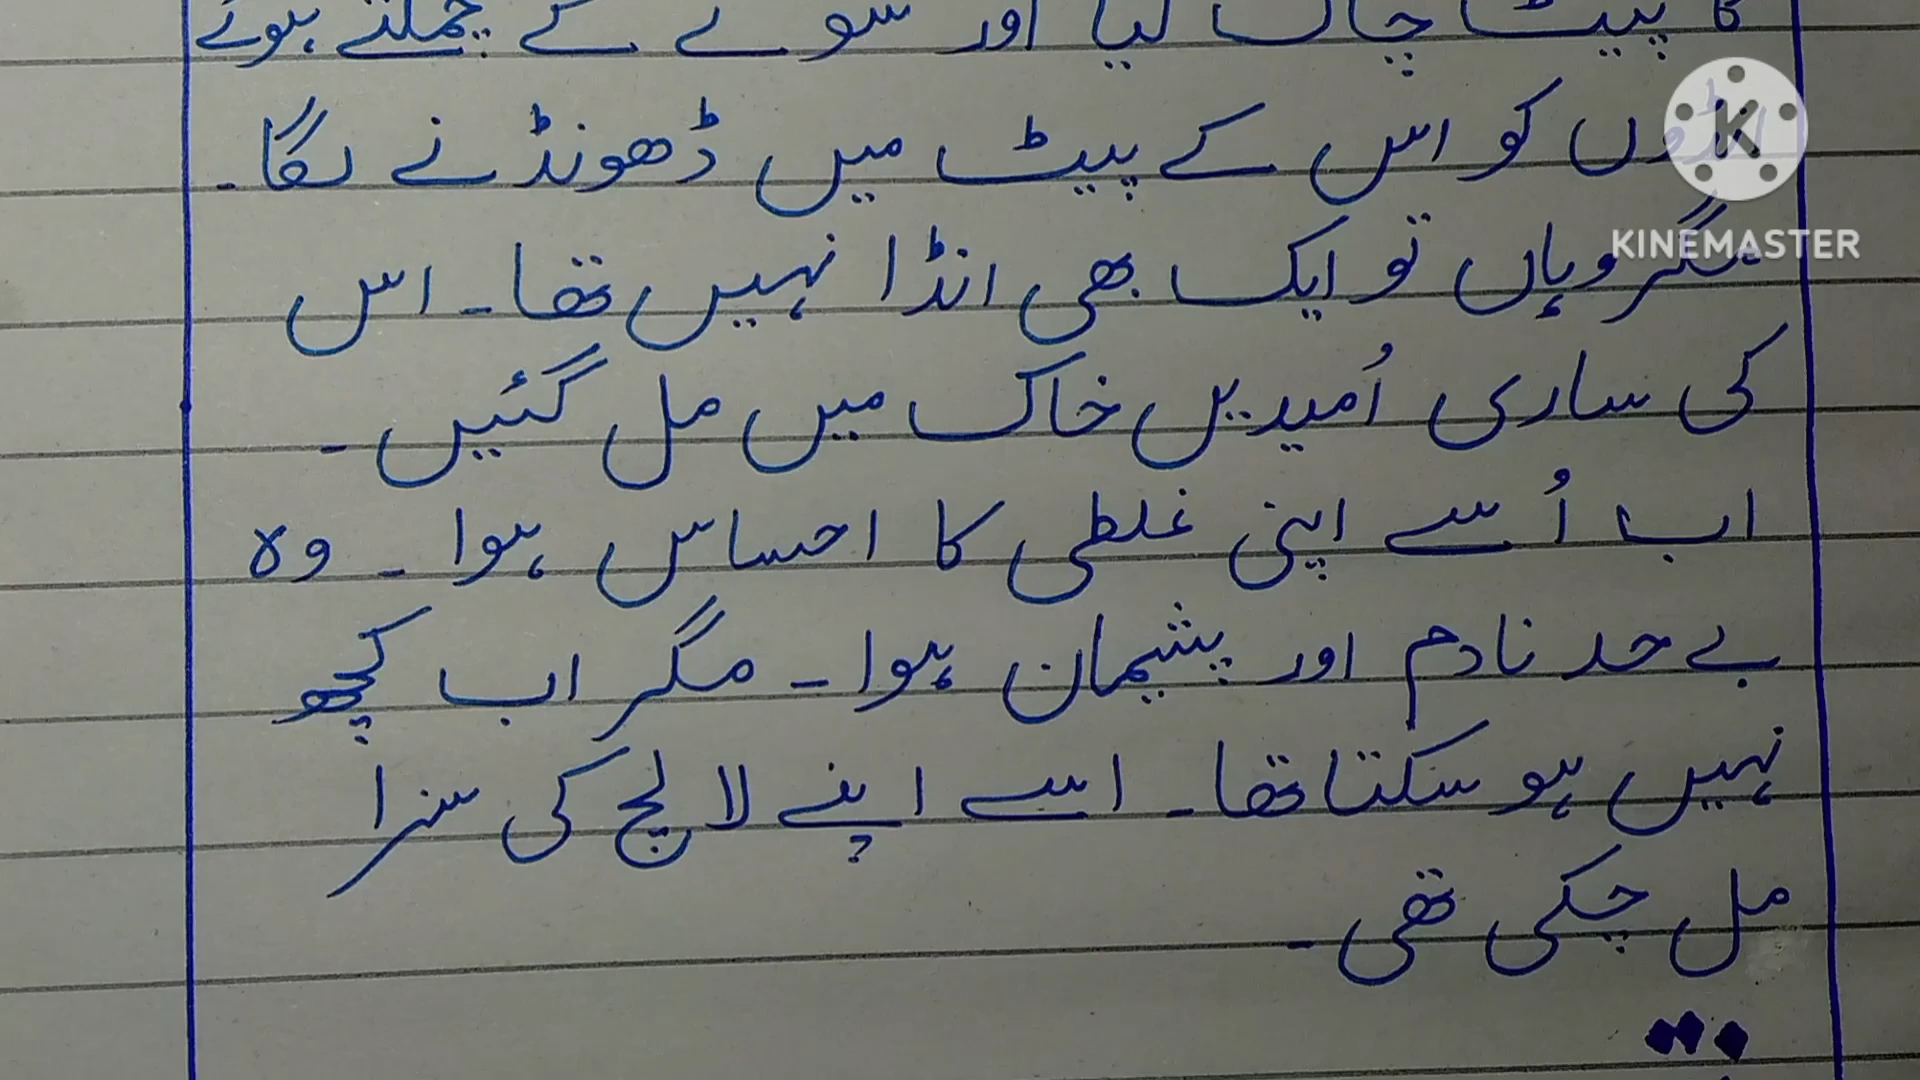 کا پیٹ چاک کیا اور سونے کے چمکتے ہوئے
انڈوں کو اس کے پیٹ میں ڈھونڈنے لگا۔
مگر وہاں تو ایک بھی انڈا نہیں تھا۔ اس
کی ساری اُمیدیں خاک میں مل گئیں۔
اب اُسے اپنی غلطی کا احساس ہوا۔ وہ
بے حد نادم اور پشیمان ہوا۔ مگر اب کچھ
نہیں ہو سکتا تھا۔ اسے اپنے لالچ کی سزا
مل چکی تھی۔
K
KINEMASTER